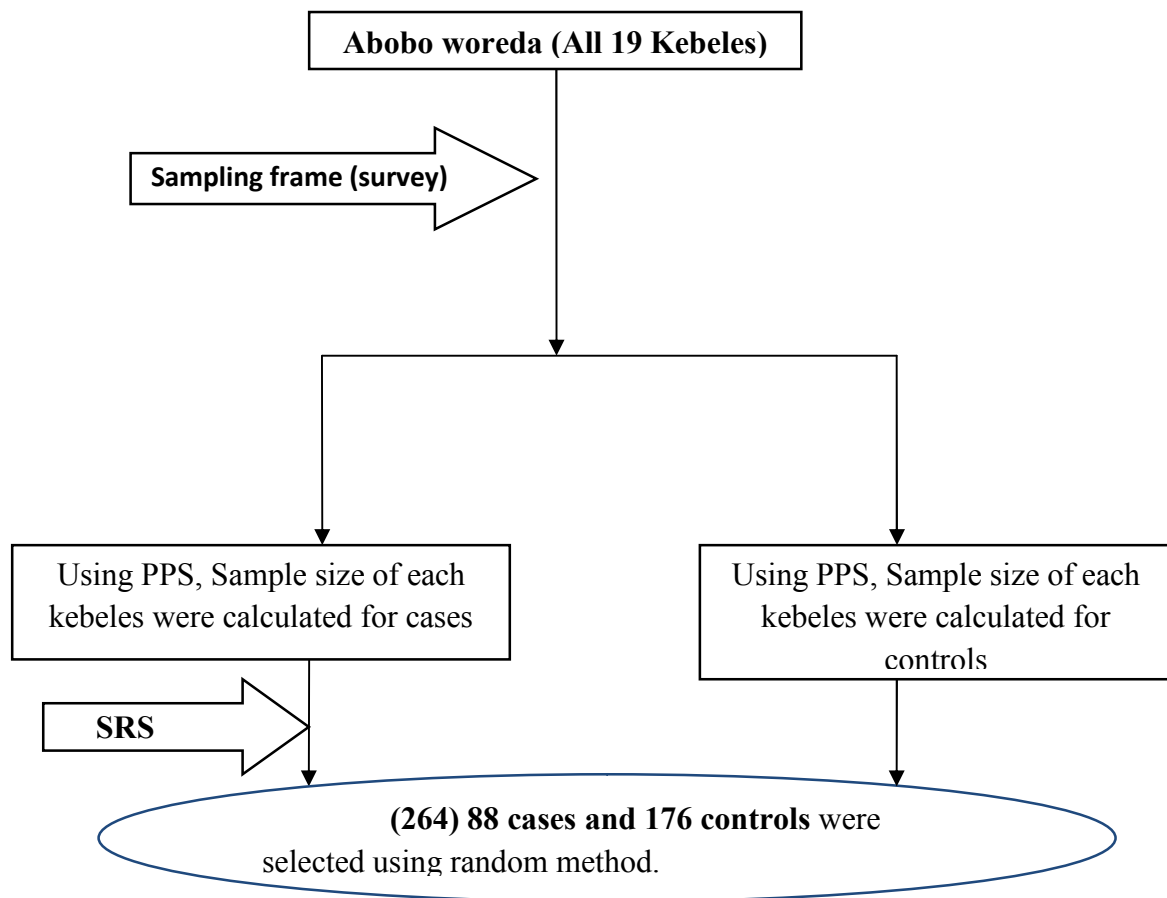 Abobo woreda (All 19 Kebeles)
Sampling frame (survey)
Using PPS, Sample size of each
kebeles were calculated for cases
Using PPS, Sample size of each
kebeles were calculated for
controls
SRS
(264) 88 cases and 176 controls were
selected using random method.